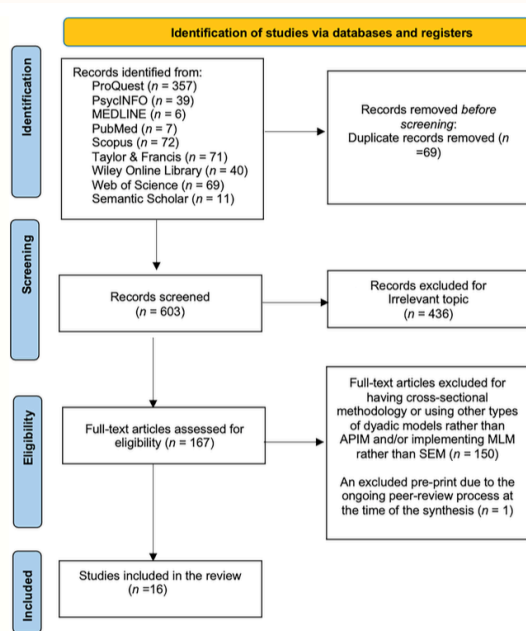 Identification of studies via databases and registers
Identification
Records identified from:
ProQuest (n = 357)
PsycINFO (n = 39)
MEDLINE (n = 6)
PubMed (n = 7)
Scopus (n = 72)
Taylor & Francis (n = 71)
Wiley Online Library (n = 40)
Web of Science (n = 69)
Semantic Scholar (n = 11)
Records removed before
screening:
Duplicate records removed (n
=69)
Screening
Records screened
(n = 603)
Records excluded for
Irrelevant topic
(n = 436)
Eligibility
Full-text articles assessed for
eligibility (n = 167)
Full-text articles excluded for
having cross-sectional
methodology or using other types
of dyadic models rather than
APIM and/or implementing MLM
rather than SEM (n = 150)
An excluded pre-print due to the
ongoing peer-review process at
the time of the synthesis (n = 1)
Included
Studies included in the review
(n =16)